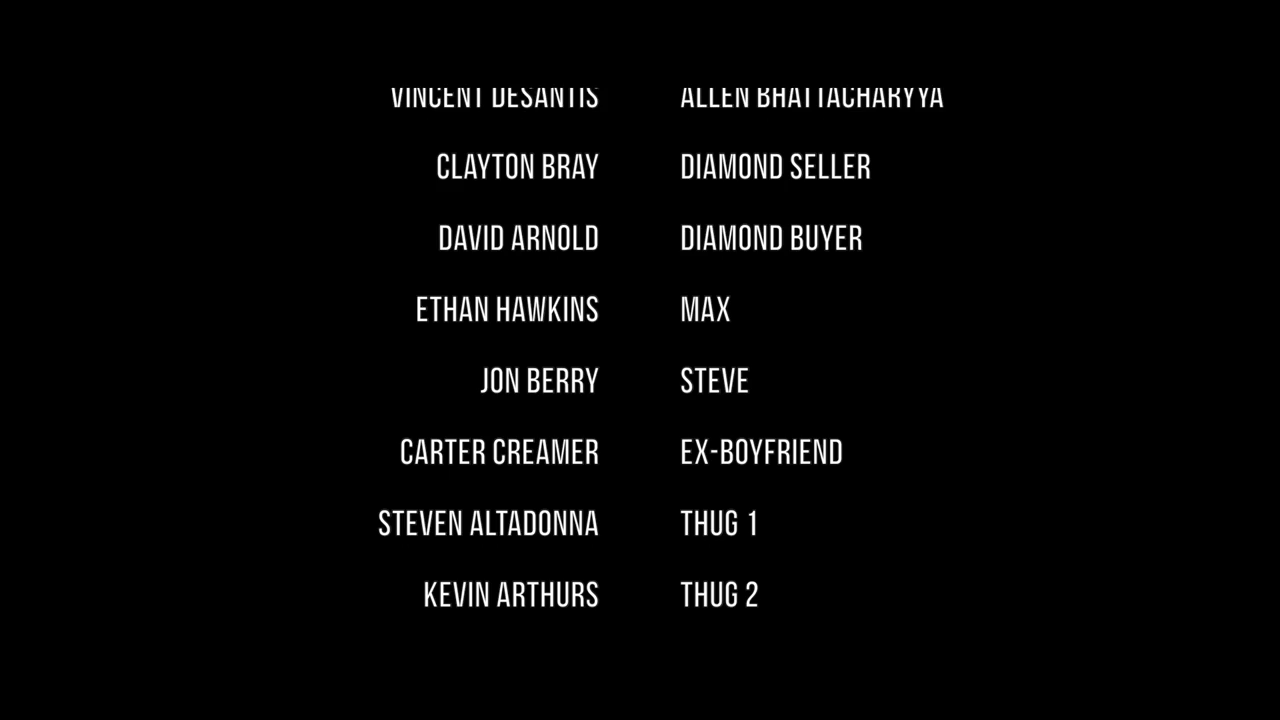 VINCENT DESANTIS ALLEN BHATTACHARYYA
CLAYTON BRAY DIAMOND SELLER
DAVID ARNOLD DIAMOND BUYER
ETHAN HAWKINS MAX
JON BERRY STEVE
CARTER CREAMER EX-BOYFRIEND
STEVEN ALTADONNA THUG 1
KEVIN ARTHURS THUG 2